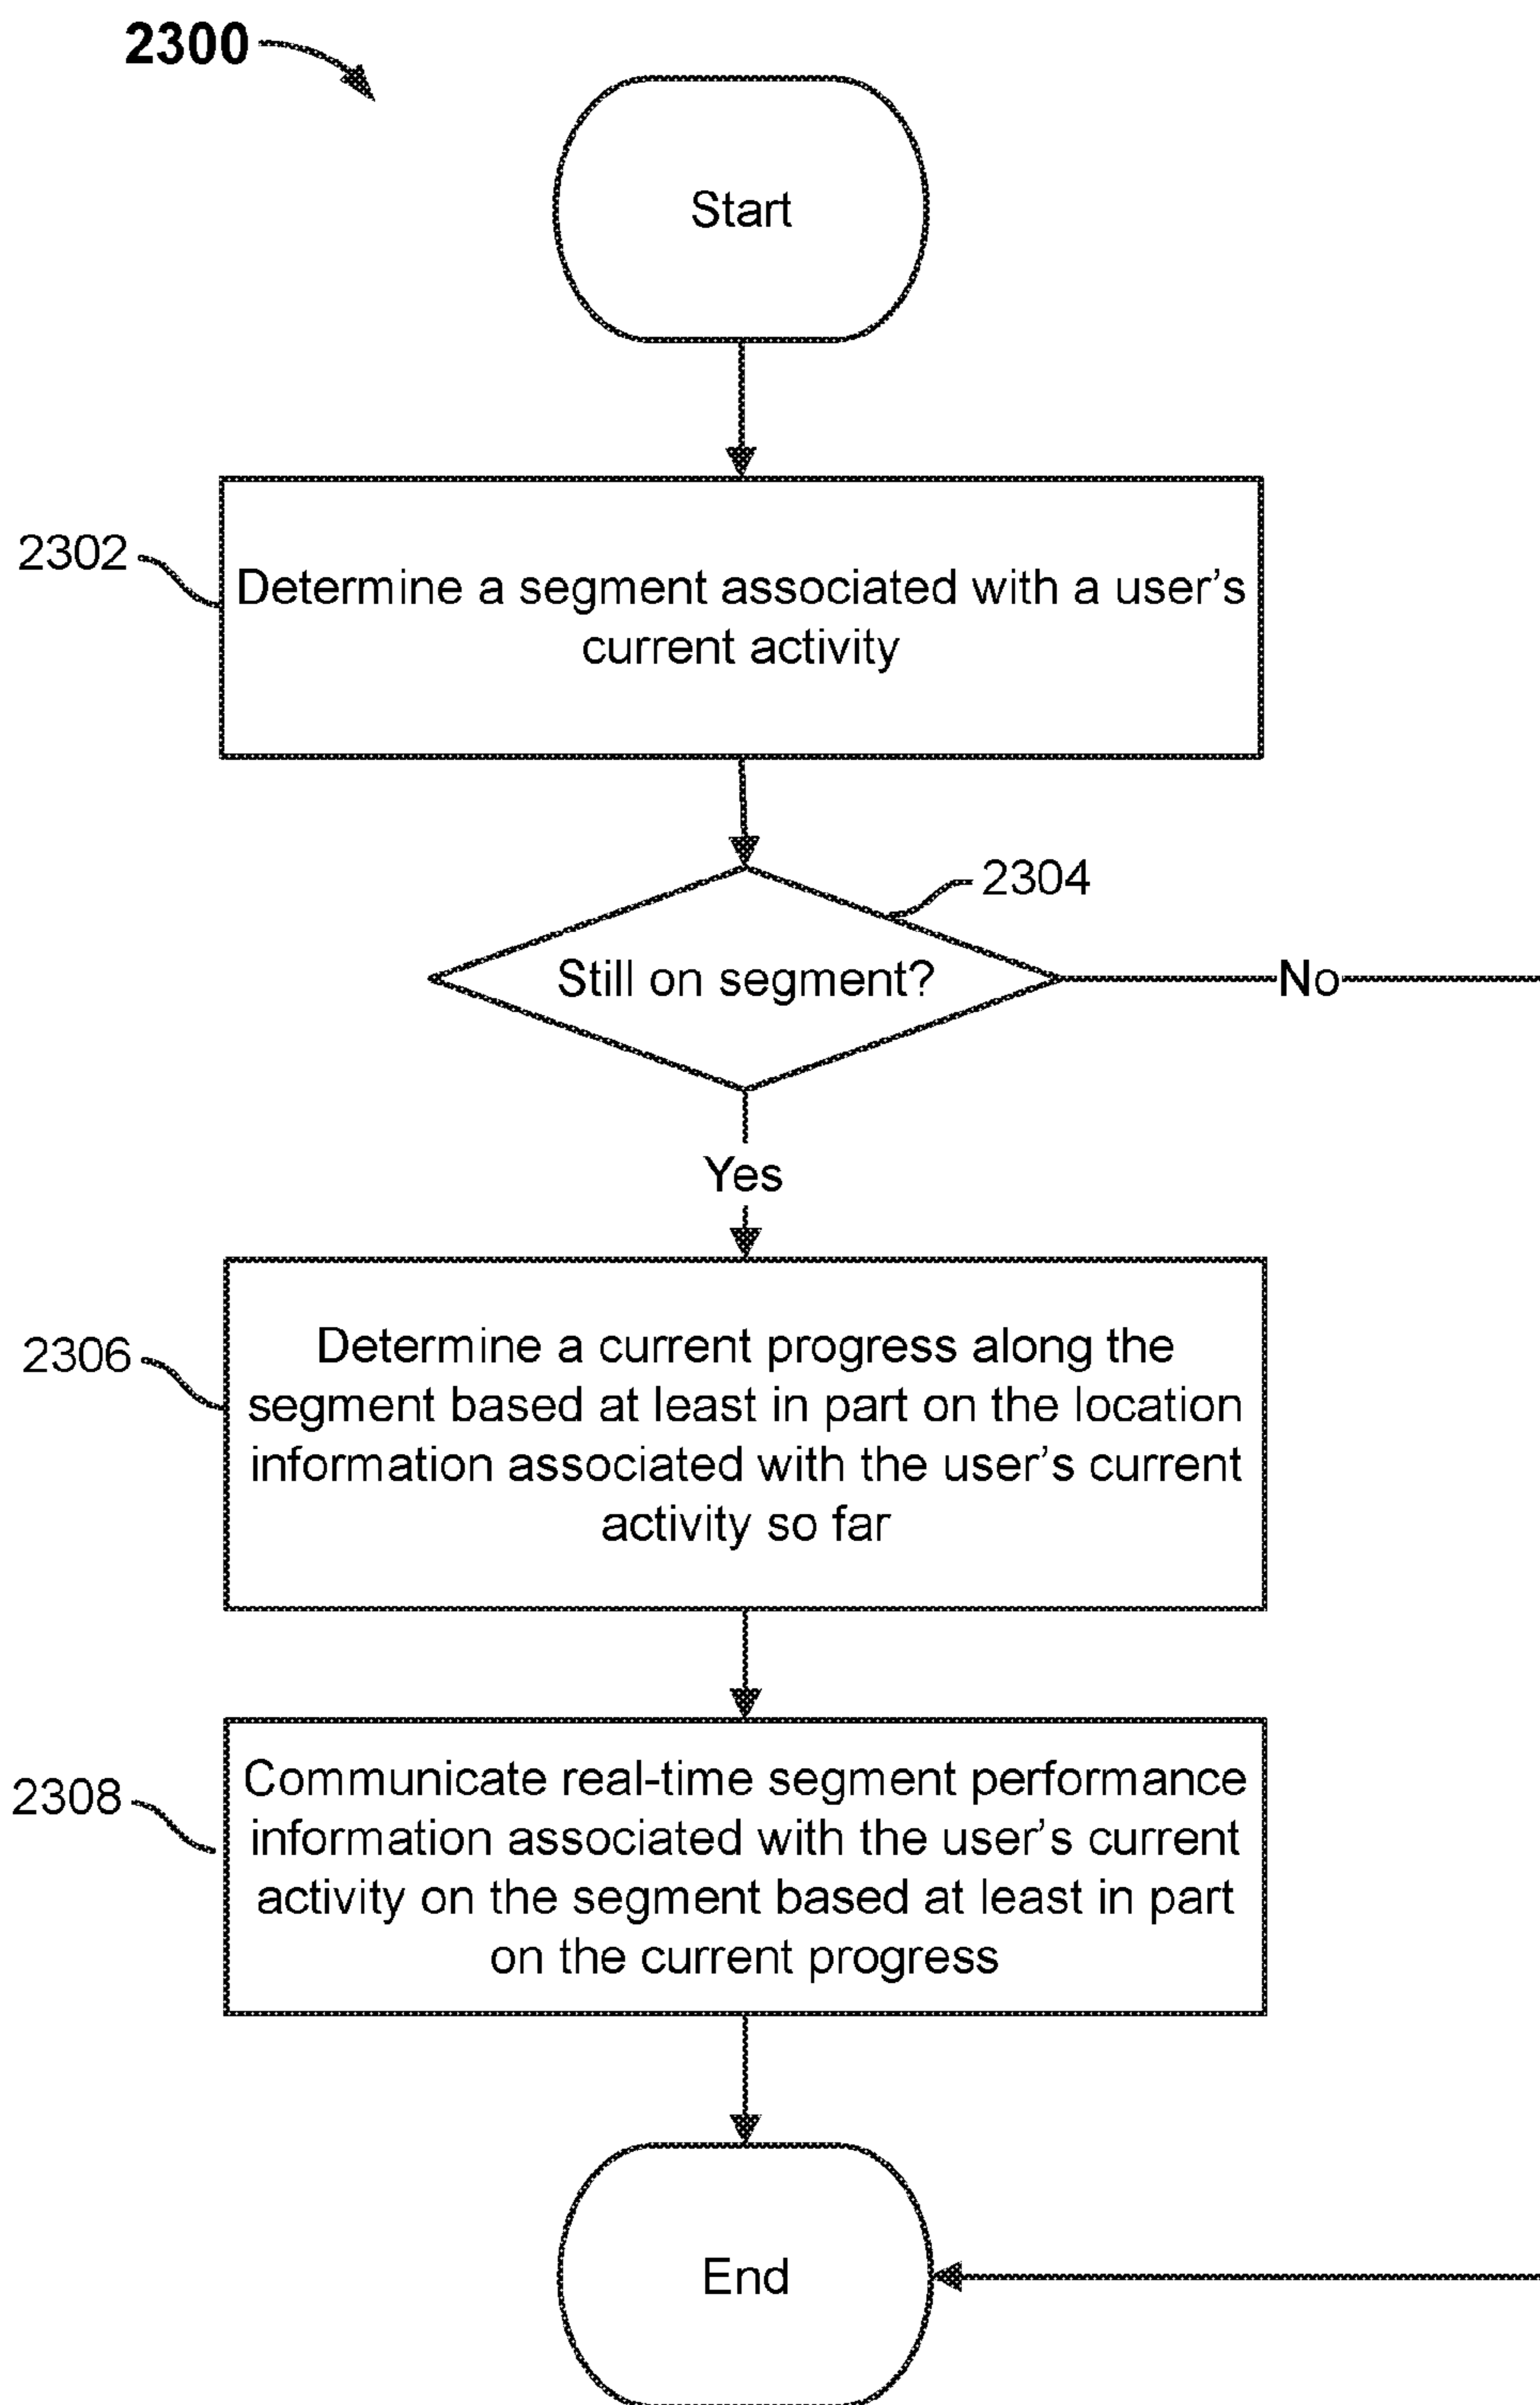 2300
Start
2302
Determine a segment associated with a user's
current activity
2304
Still on segment?
No
Yes
2306
Determine a current progress along the
segment based at least in part on the location
information associated with the user's current
activity so far
2308
Communicate real-time segment performance
information associated with the user's current
activity on the segment based at least in part
on the current progress
End